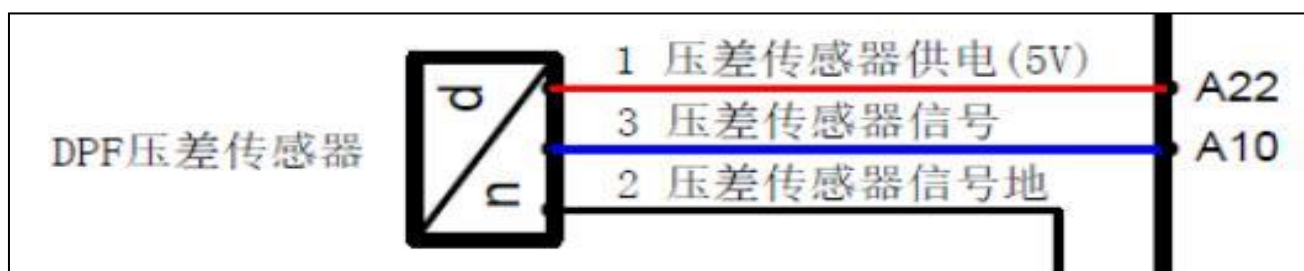 1 压差传感器供电(5V)
A22
3 压差传感器信号
A10
DPF压差传感器
2 压差传感器信号地
p
u